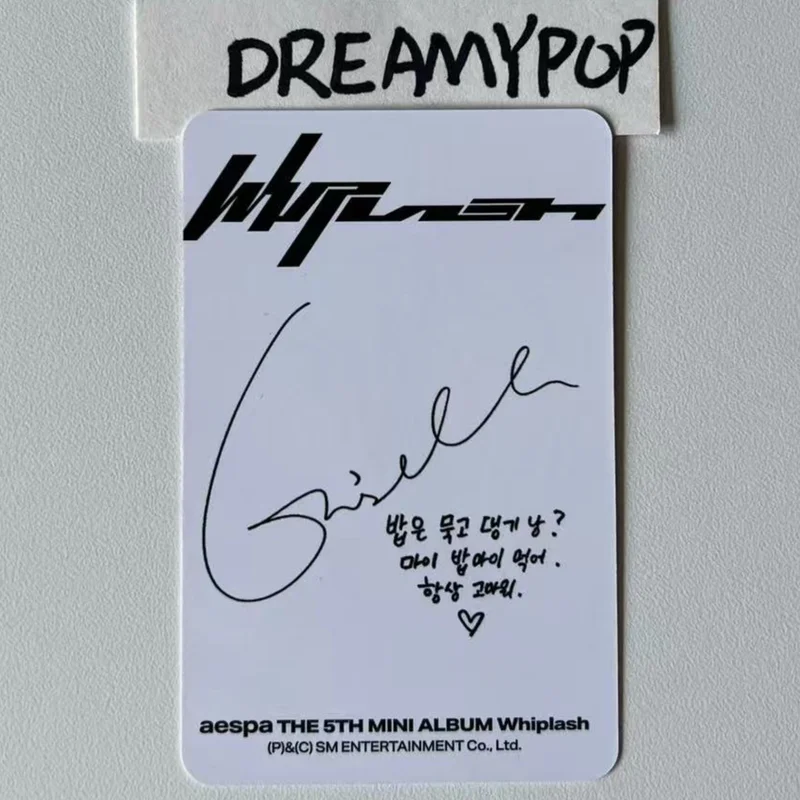 DREAMYPOP
Whiplash
Giselle
밥은 묵고 댕기냥?
마이 밥마이 먹어.
항상 고마워.
♡
aespa THE 5TH MINI ALBUM Whiplash
(P)&(C) SM ENTERTAINMENT Co., Ltd.